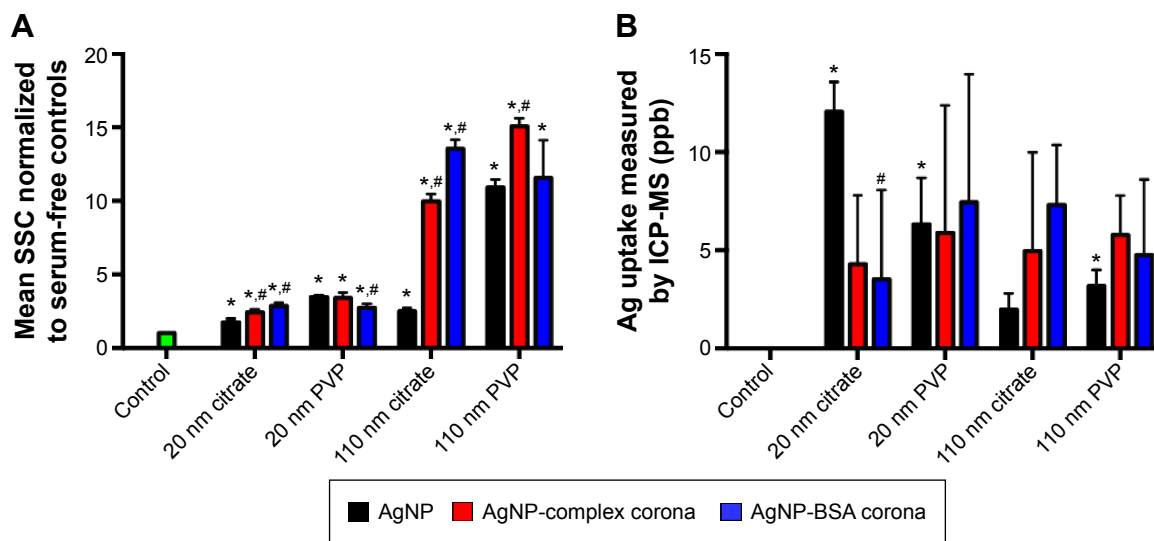 A
Mean SSC normalized
to serum-free controls
20
15
10
5
0
*
*,#
*,#
*
*
*,#
*
*,#
*,#
*
*,#
*
Control
20 nm citrate
20 nm PVP
110 nm citrate
110 nm PVP
B
Ag uptake measured
by ICP-MS (ppb)
15
10
5
0
*
#
*
*
Control
20 nm citrate
20 nm PVP
110 nm citrate
110 nm PVP
AgNP AgNP-complex corona AgNP-BSA corona